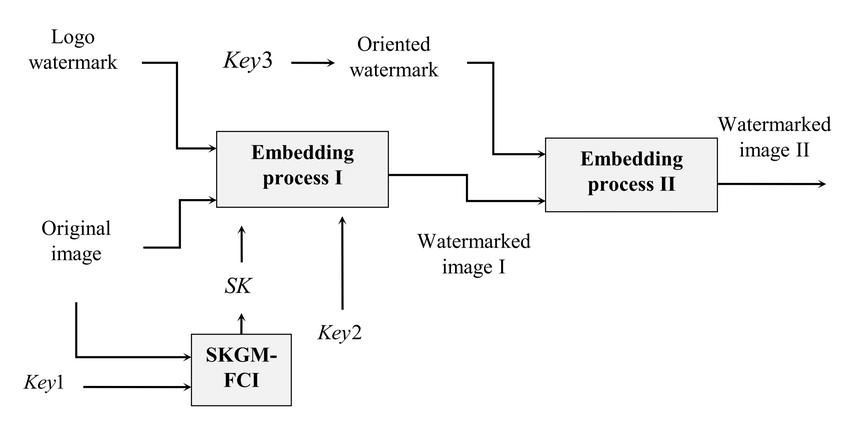 Logo
watermark
Key3
Oriented
watermark
Embedding
process I
Embedding
process II
Watermarked
image II
Original
image
Watermarked
image I
SK
Key2
SKGM-
FCI
Key1